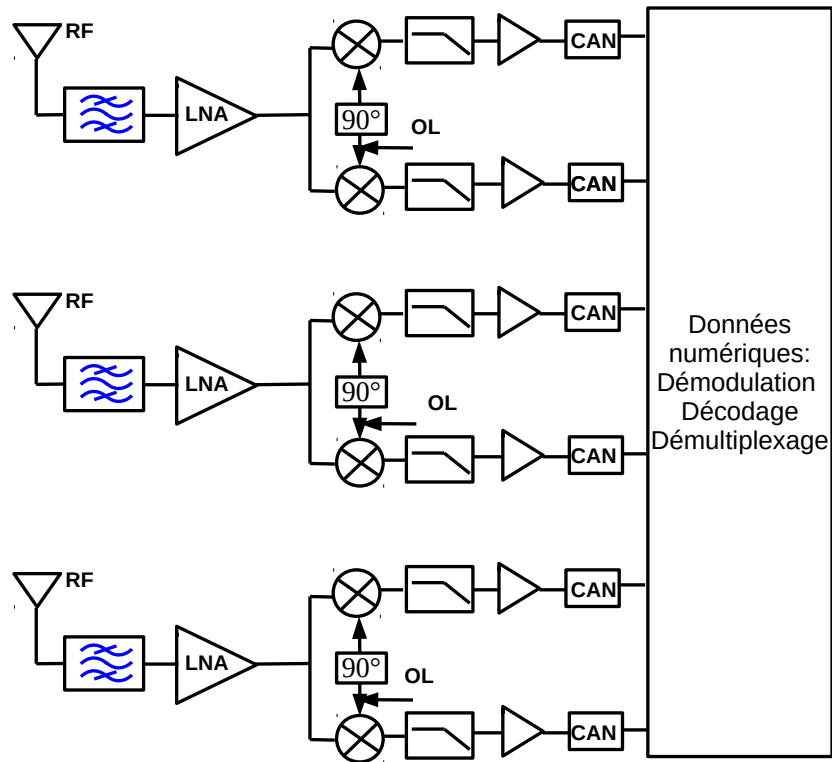 RF
CAN
LNA
90°
OL
CAN
RF
CAN
LNA
90°
OL
CAN
Données
numériques:
Démodulation
Décodage
Démultiplexage
RF
CAN
LNA
90°
OL
CAN